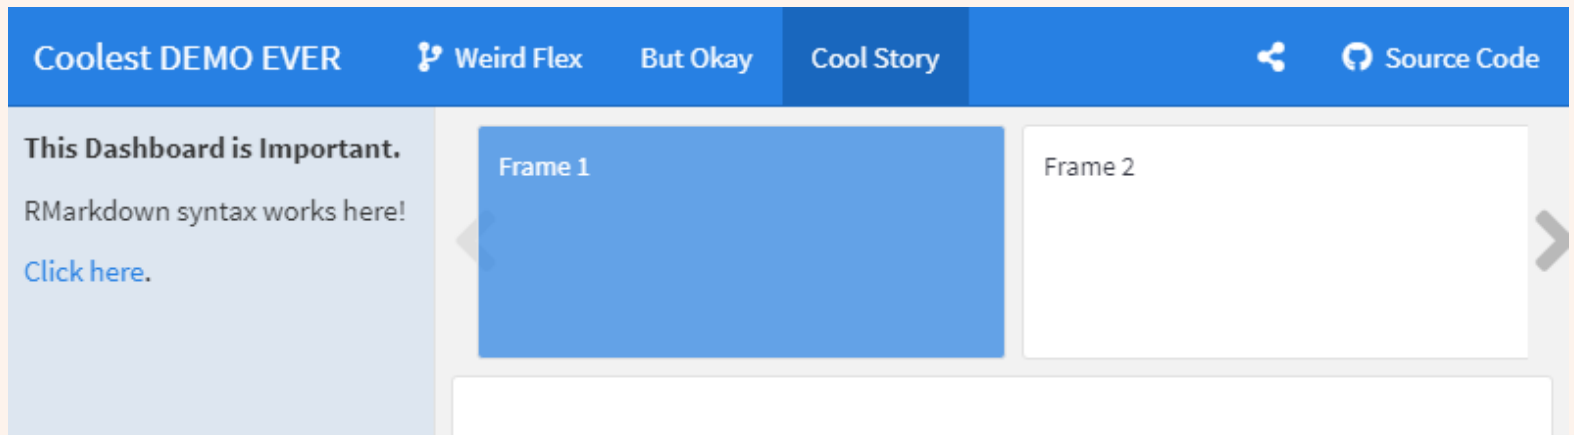 Coolest DEMO EVER
Weird Flex
But Okay
Cool Story
Source Code
This Dashboard is Important.
RMarkdown syntax works here!
Click here.
Frame 1
Frame 2